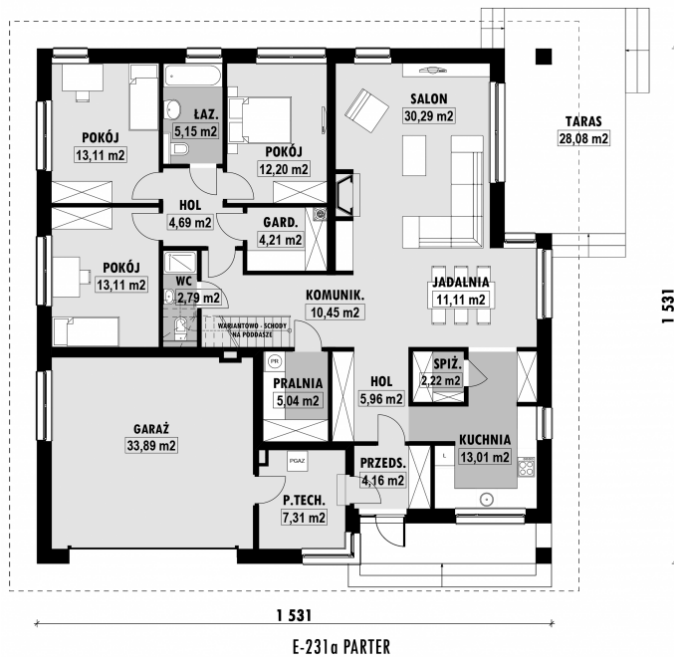 ŁAZ.
5,15 m2
SALON
30,29 m2
TARAS
28,08 m2
POKÓJ
13,11 m2
POKÓJ
12,20 m2
HOL
4,69 m2
GARD.
4,21 m2
POKÓJ
13,11 m2
WC
2,79 m2
KOMUNIK.
10,45 m2
JADALNIA
11,11 m2
WARIANTOWO - SCHODY
NA PODDASZE
1 531
PR
PRALNIA
5,04 m2
HOL
5,96 m2
SPIŻ.
2,22 m2
GARAŻ
33,89 m2
KUCHNIA
13,01 m2
L
PGAZ
PRZEDS.
4,16 m2
P.TECH.
7,31 m2
1 531
E-231a PARTER